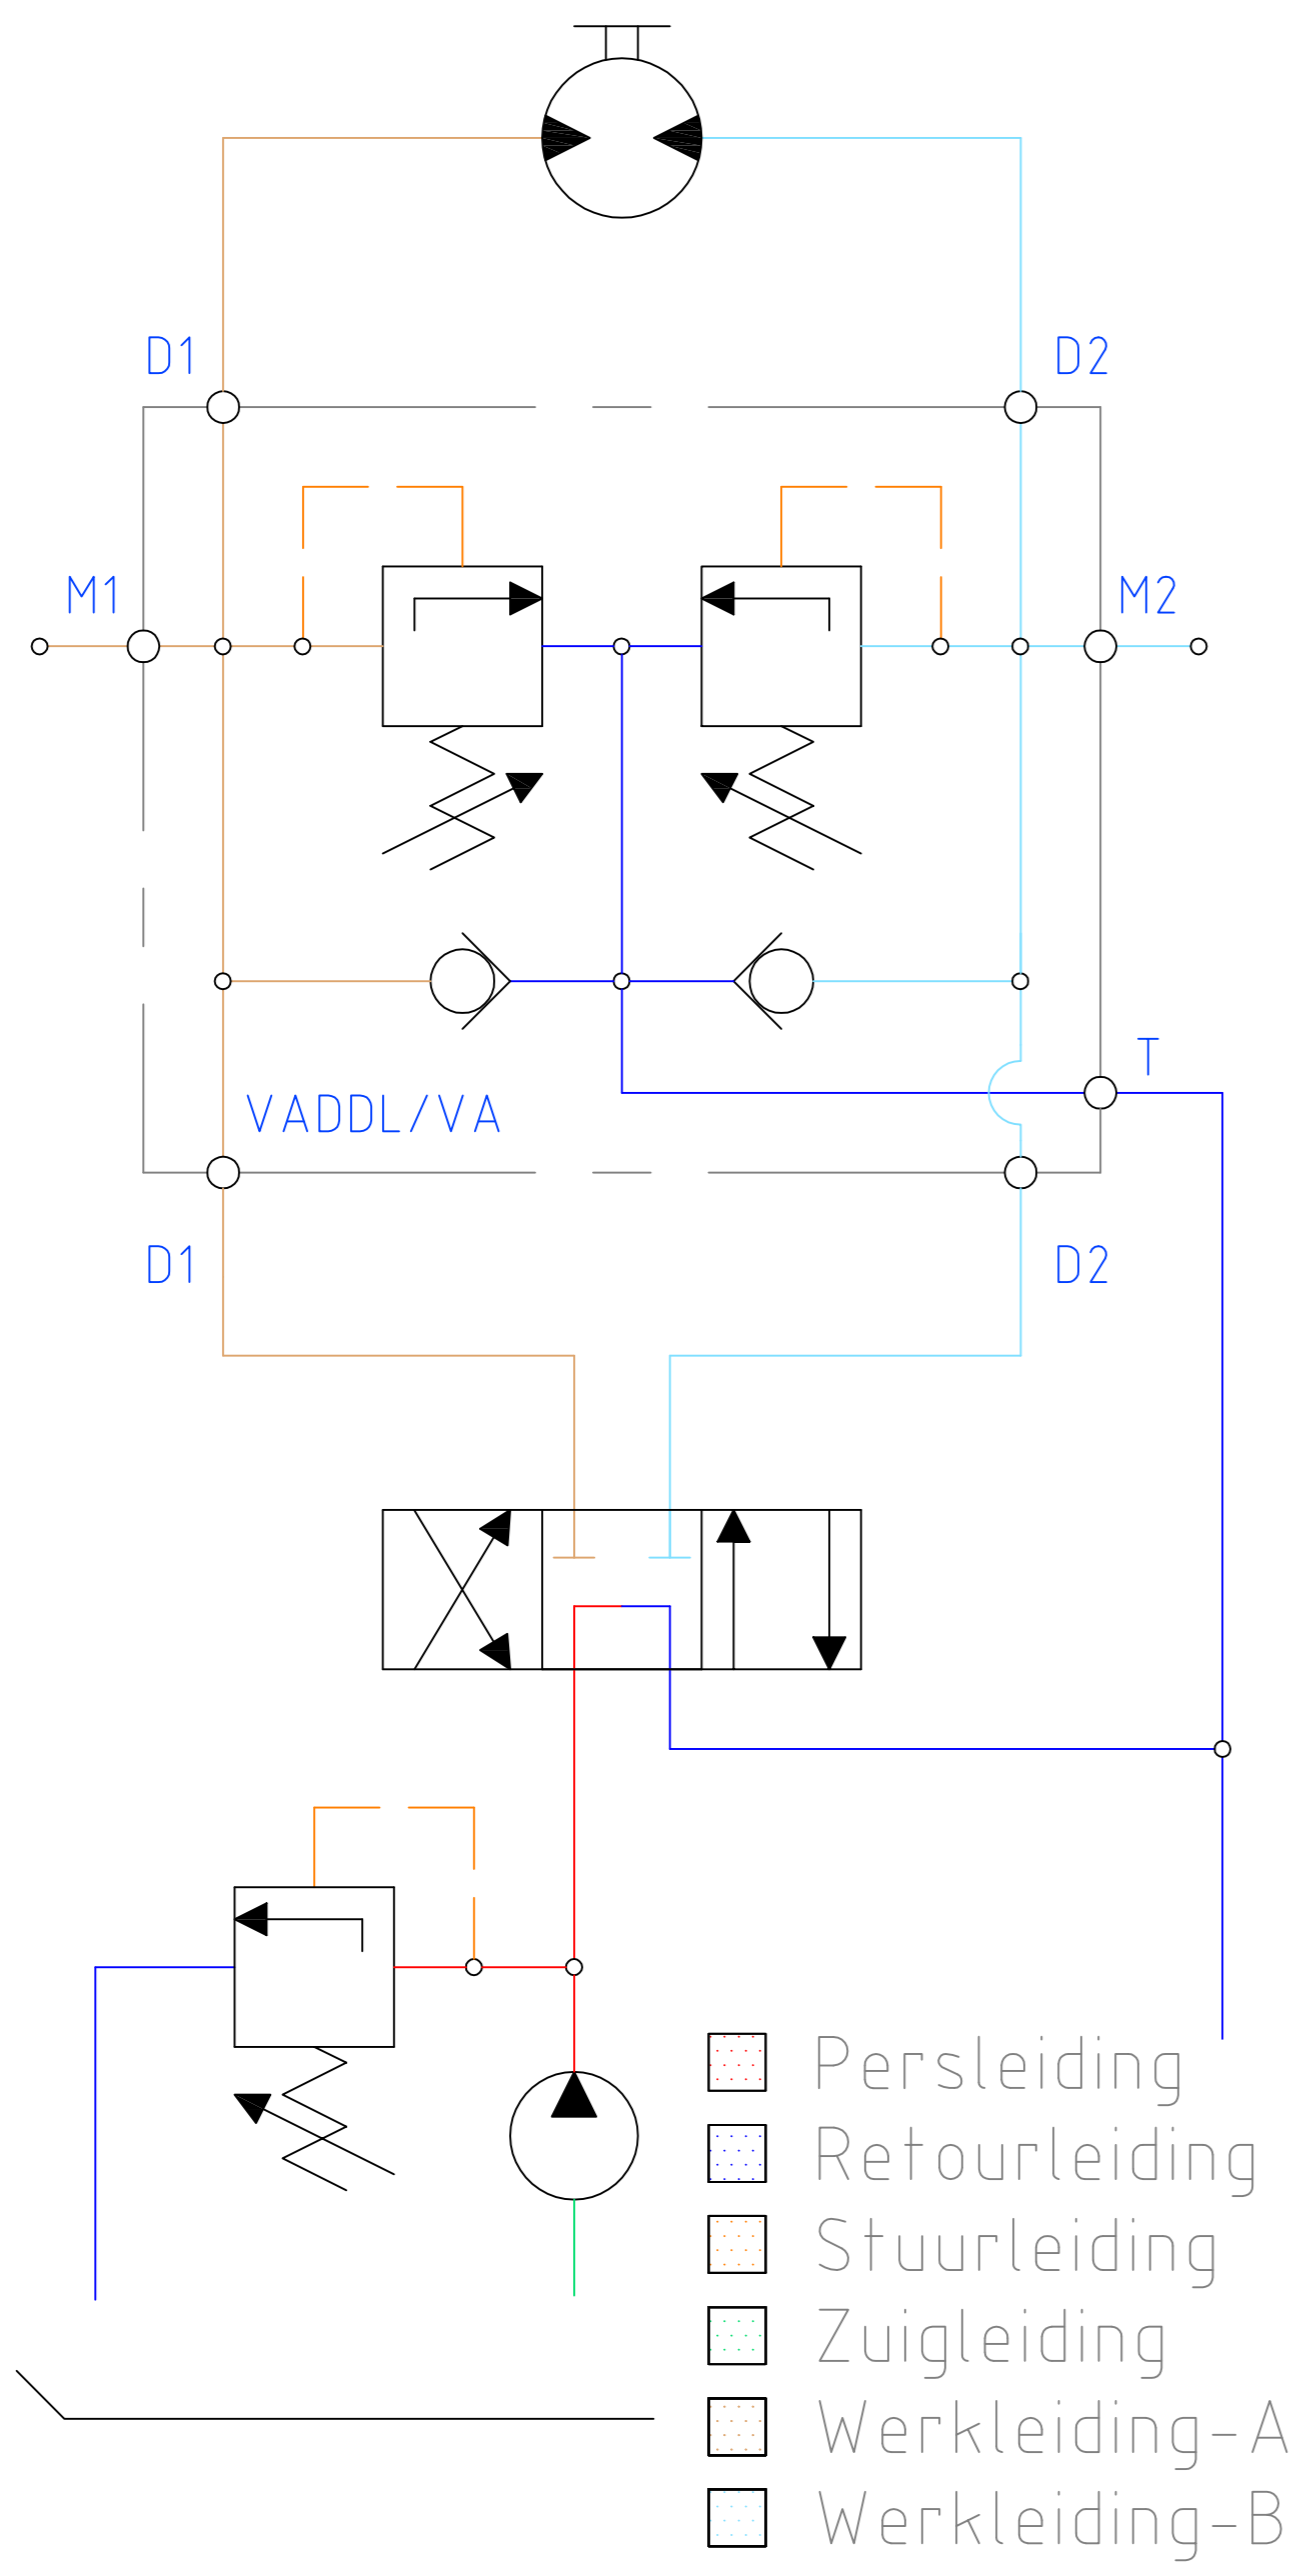 D1
D2
M1
M2
T
VADDL/VA
D1
D2
Persleiding
Retourleiding
Stuurleiding
Zuigleiding
Werkleiding-A
Werkleiding-B